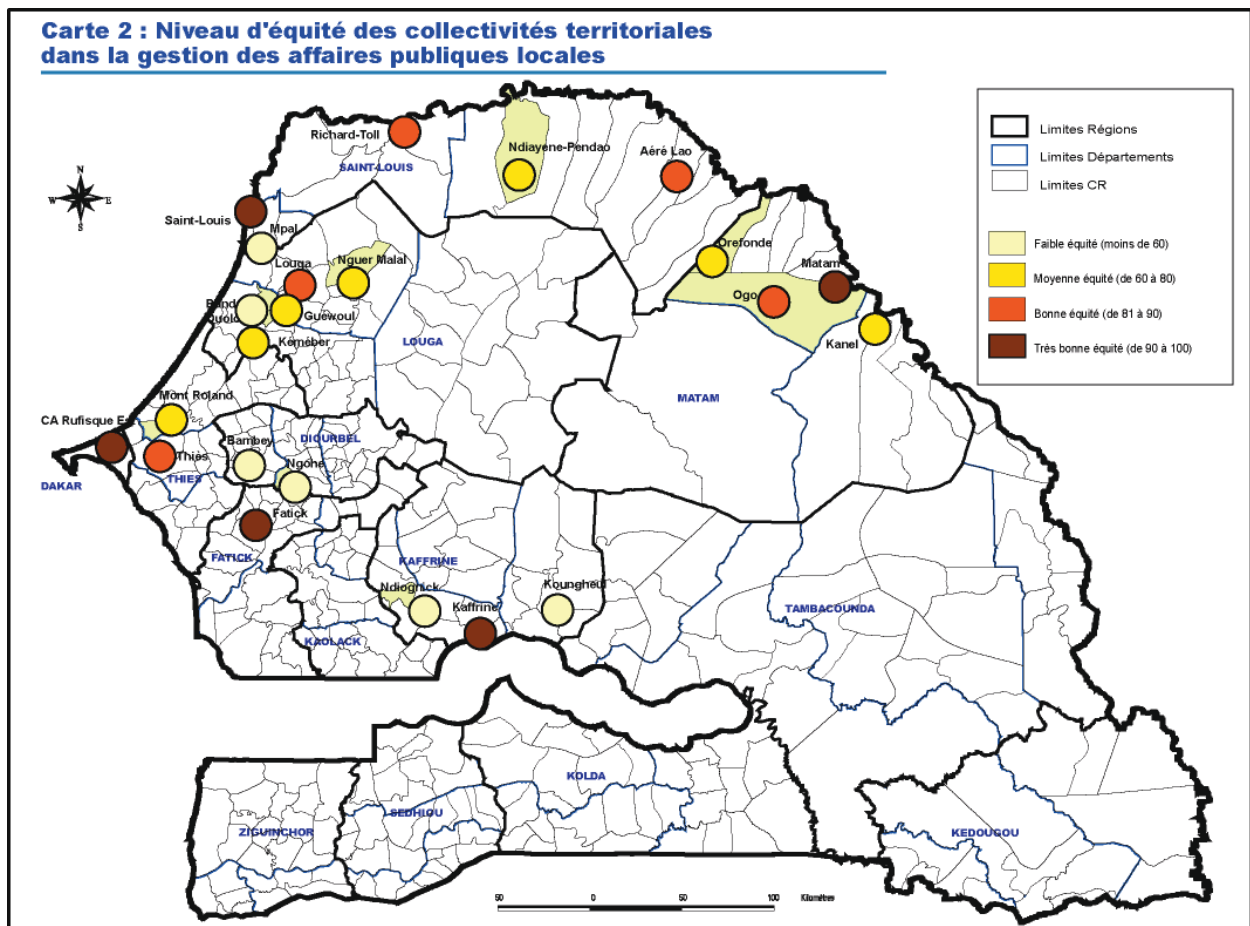 Carte 2 : Niveau d'équité des collectivités territoriales
dans la gestion des affaires publiques locales
Limites Régions
Limites Départements
Limites CR
Faible équité (moins de 60)
Moyenne équité (de 60 à 80)
Bonne équité (de 81 à 90)
Très bonne équité (de 90 à 100)
N
W
E
S
Richard-Toll
SAINT-LOUIS
Ndiayene-Pendao
Aéré Lao
Saint-Louis
Mpal
Louga
Nguer Malal
Orefonde
Matam
Ogo
Guéwoul
Kéméber
LOUGA
Kanel
MATAM
Mont Roland
CA Rufisque
Bambey
DIOURBEL
Thiès
Ngohe
DAKAR
THIES
Fatick
FATICK
KAFFRINE
Ndiognick
Kaffrine
Koungheul
TAMBACOUNDA
KAOLACK
KOLDA
SEDHIOU
ZIGUINCHOR
KEDOUGOU
50 0 50 100 Kilomètres